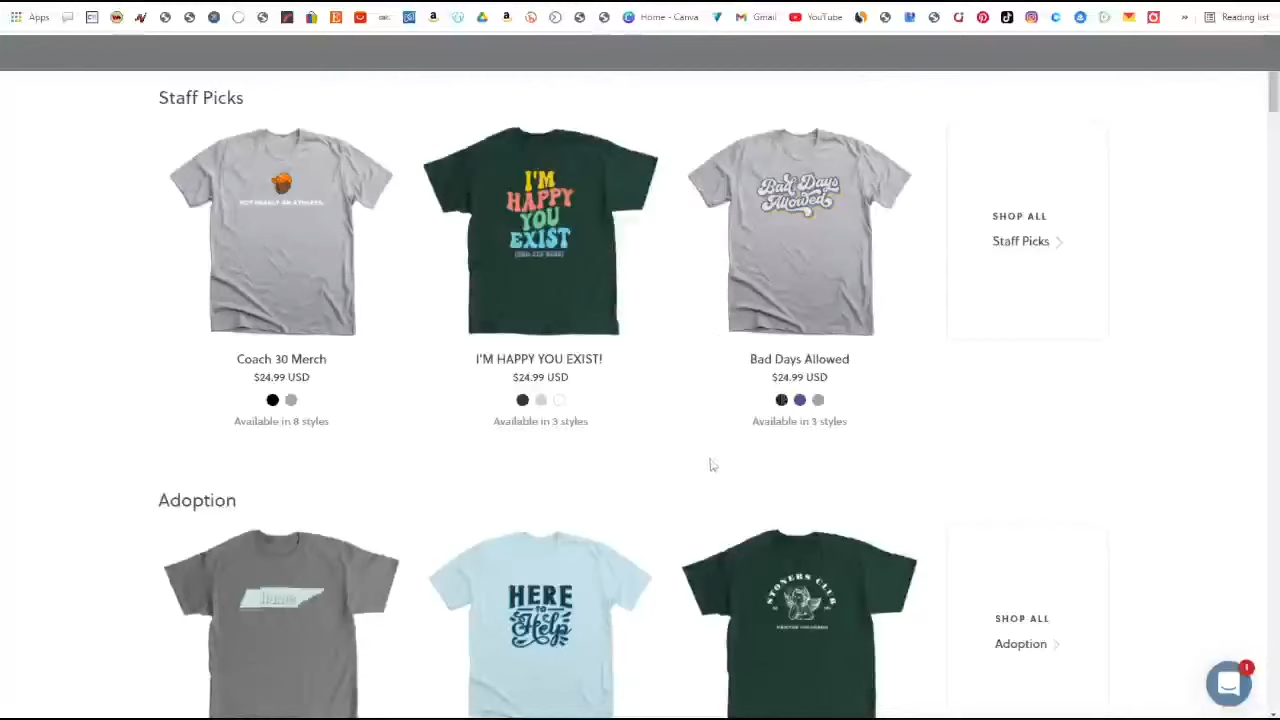 Apps
Home - Canva
Gmail
YouTube
»
Reading list
Staff Picks
I'M
HAPPY
YOU
EXIST
Bad Days
Allowed
SHOP ALL
Staff Picks
Coach 30 Merch
I'M HAPPY YOU EXIST!
Bad Days Allowed
$24.99 USD
$24.99 USD
$24.99 USD
Available in 8 styles
Available in 3 styles
Available in 3 styles
Adoption
HERE
TO
Help
STONERS CLUB
SHOP ALL
Adoption
1